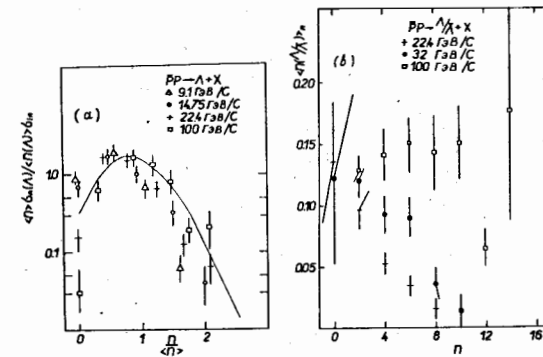 (a)
p̄p → Λ + X
△ 9.1 ГэВ/С
● 14,75 ГэВ/С
+ 22.4 ГэВ/С
□ 100 ГэВ/С
1.0
0.1
0 1 2
n
<n>
(b)
p̄p → Λ/Λ̄ + X
+ 22.4 ГэВ/С
● 32 ГэВ/С
□ 100 ГэВ/С
<n(Λ/Λ̄)>n
0.20
0.15
0.10
0.05
0 4 8 12 16
n